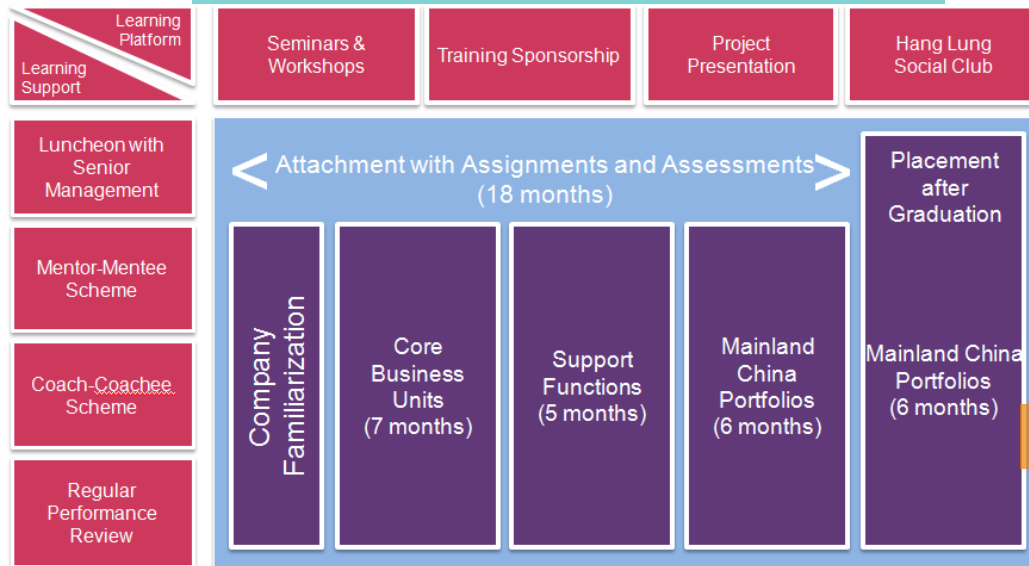 Learning
Platform
Learning
Support
Seminars &
Workshops
Training Sponsorship
Project
Presentation
Hang Lung
Social Club
Luncheon with
Senior
Management
Mentor-Mentee
Scheme
Coach-Coachee
Scheme
Regular
Performance
Review
< Attachment with Assignments and Assessments >
(18 months)
Company
Familiarization
Core
Business
Units
(7 months)
Support
Functions
(5 months)
Mainland
China
Portfolios
(6 months)
Placement
after
Graduation
Mainland China
Portfolios
(6 months)